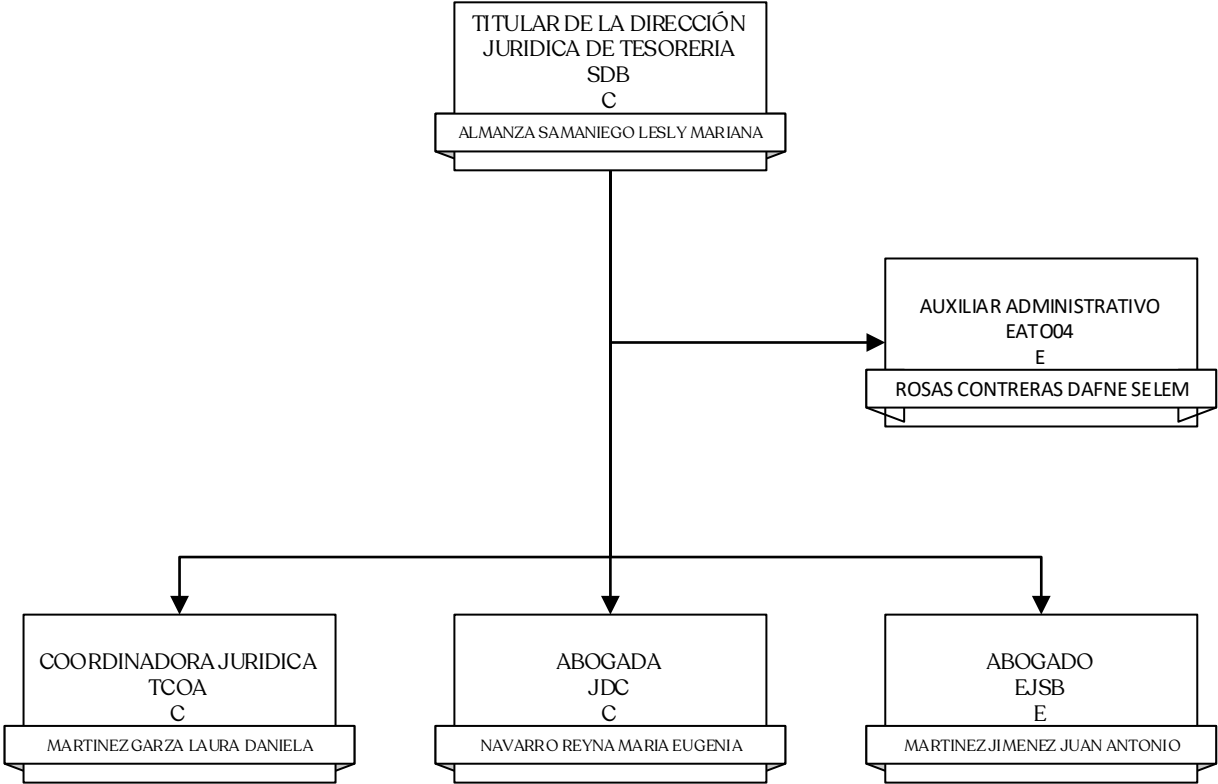 TITULAR DE LA DIRECCIÓN
JURIDICA DE TESORERIA
SDB
C
ALMANZA SAMANIEGO LESLY MARIANA
AUXILIAR ADMINISTRATIVO
EATO04
E
ROSAS CONTRERAS DAFNE SELEM
COORDINADORA JURIDICA
TCOA
C
MARTINEZ GARZA LAURA DANIELA
ABOGADA
JDC
C
NAVARRO REYNA MARIA EUGENIA
ABOGADO
EJSB
E
MARTINEZ JIMENEZ JUAN ANTONIO